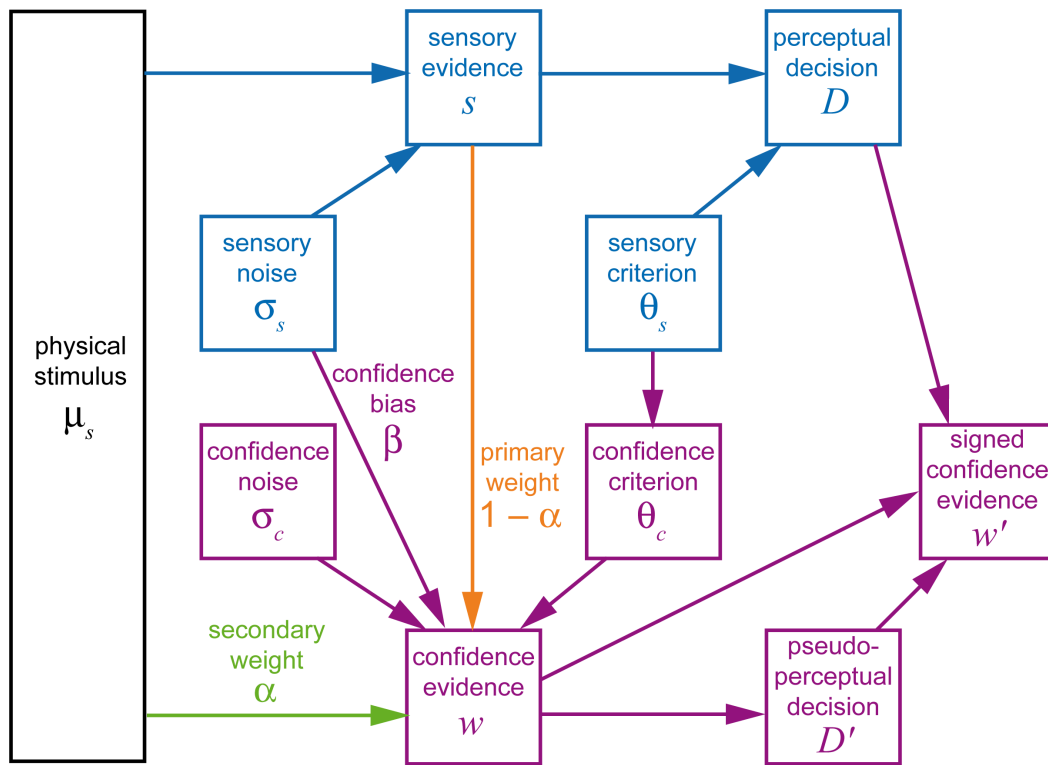 physical
stimulus
μs
sensory
evidence
s
perceptual
decision
D
sensory
noise
σs
sensory
criterion
θs
confidence
bias
β
confidence
noise
σc
primary
weight
1 – α
confidence
criterion
θc
signed
confidence
evidence
w'
secondary
weight
α
confidence
evidence
w
pseudo-
perceptual
decision
D'